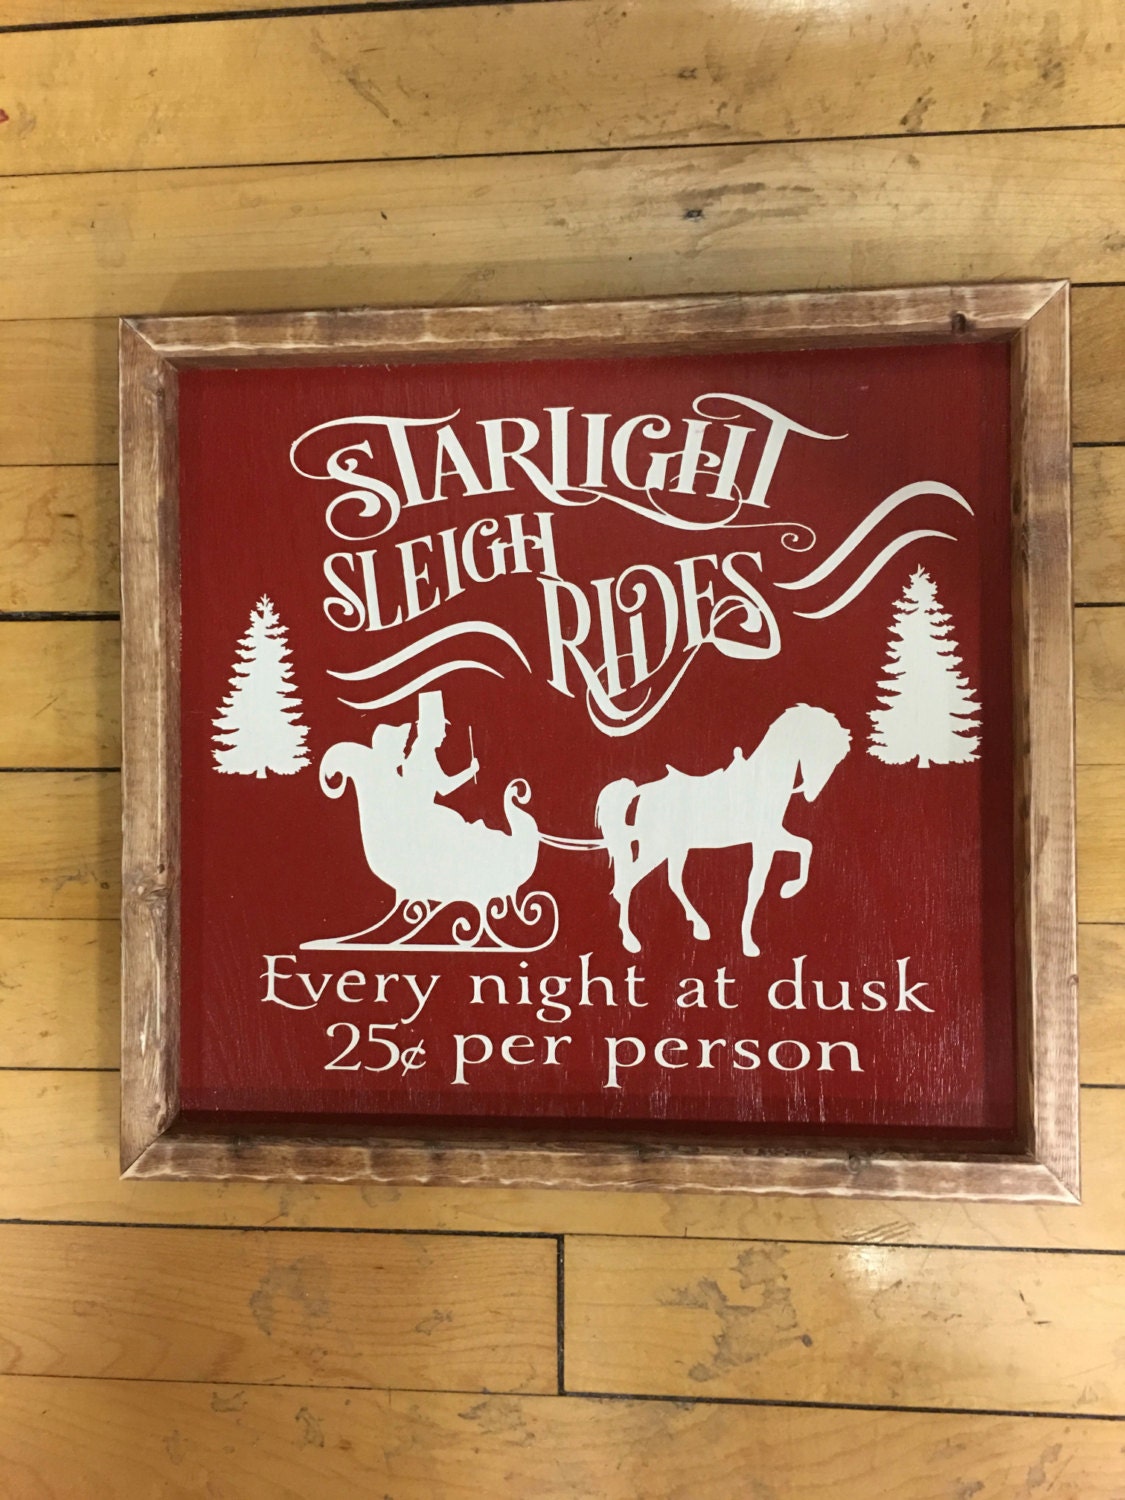 STARLIGHT
SLEIGH RIDES
Every night at dusk
25¢ per person